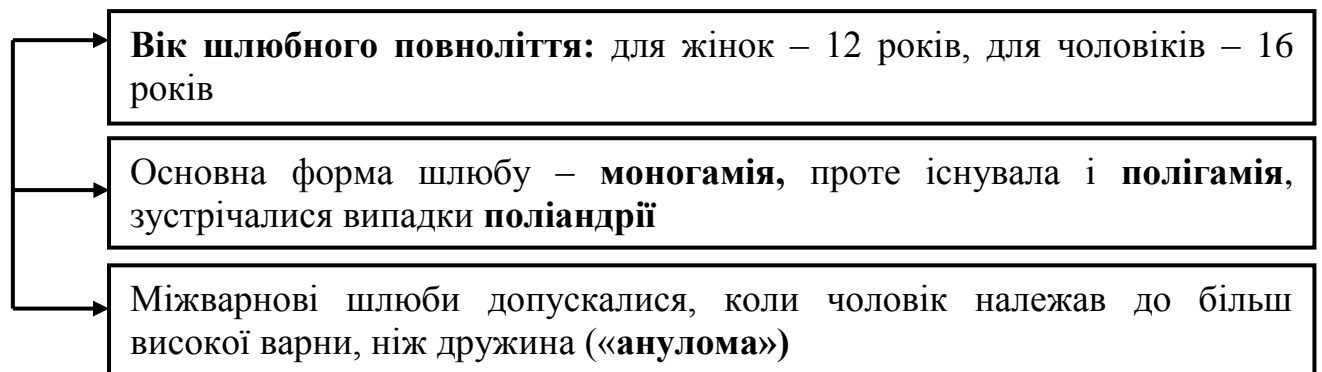 Вік шлюбного повноліття: для жінок – 12 років, для чоловіків – 16
років
Основна форма шлюбу – моногамія, проте існувала і полігамія,
зустрічалися випадки поліандрії
Міжварнові шлюби допускалися, коли чоловік належав до більш
високої варни, ніж дружина («анулома»)